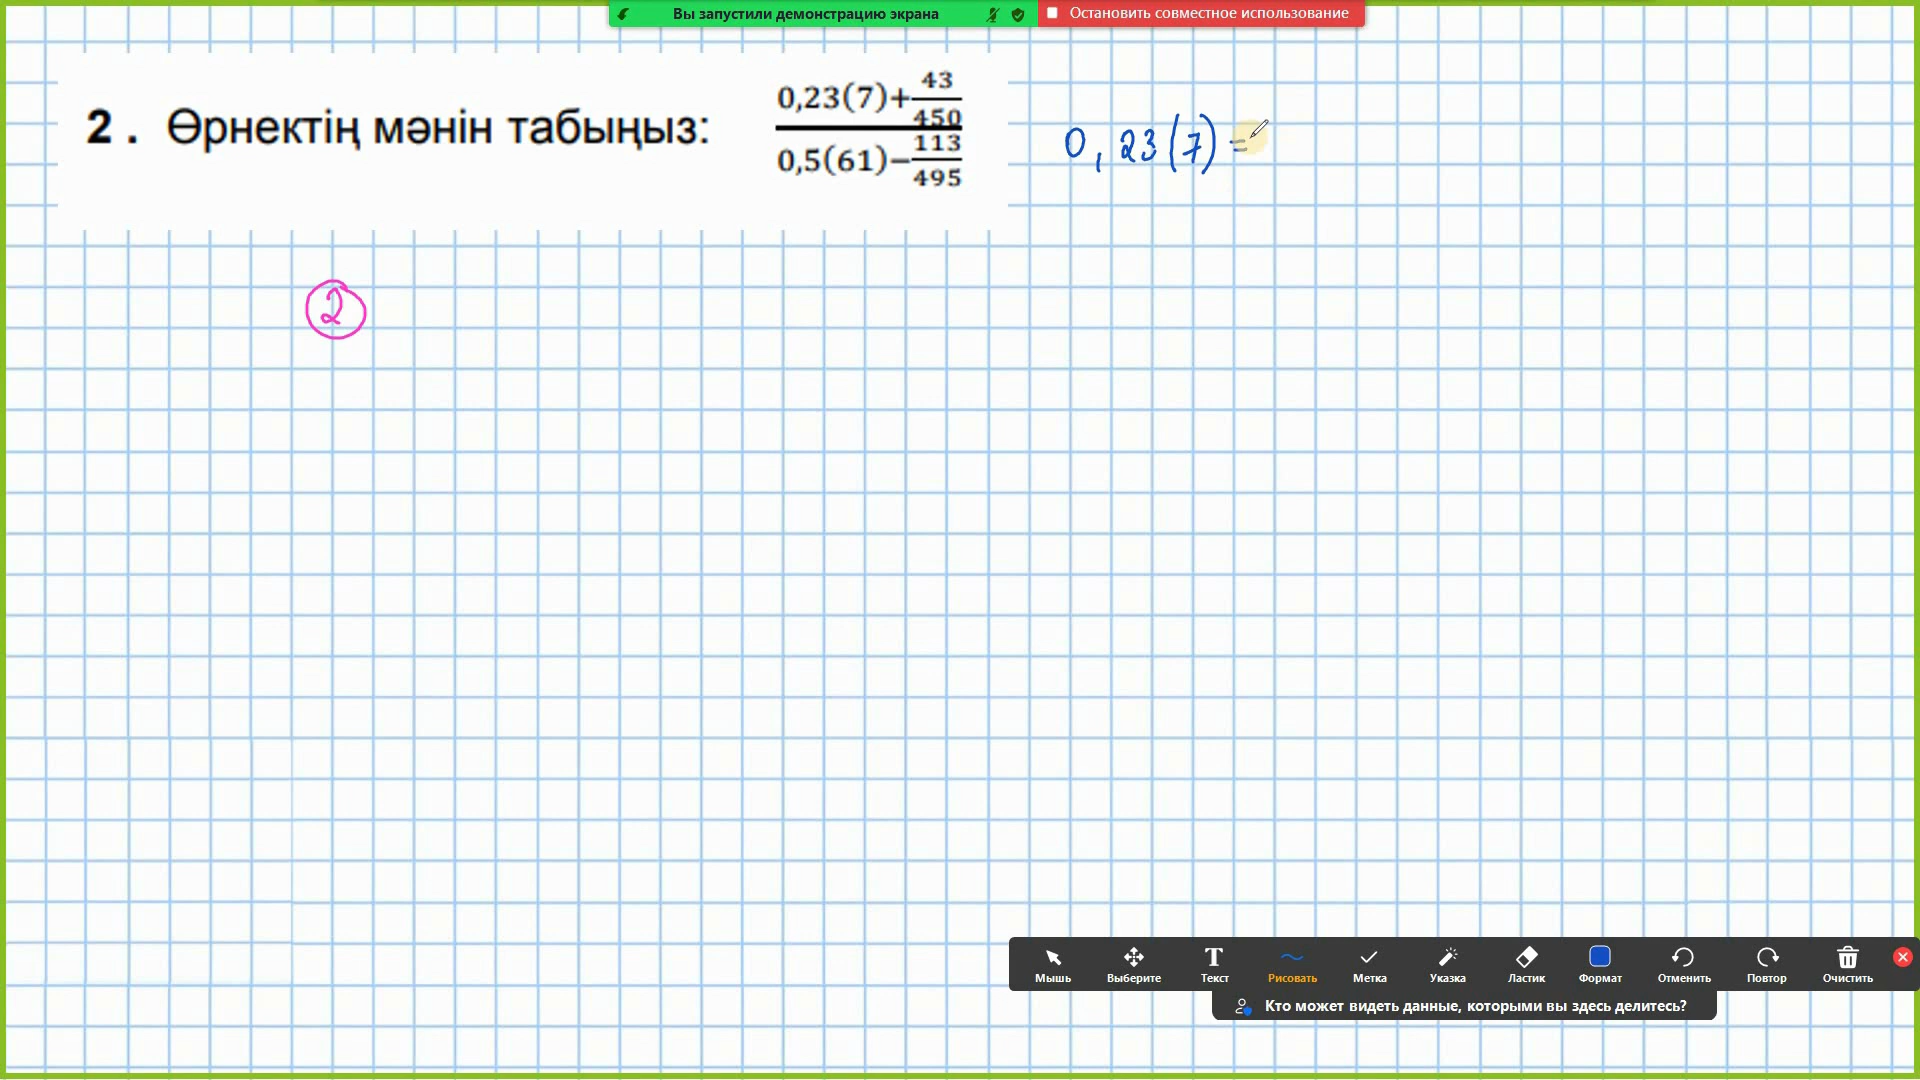 Вы запустили демонстрацию экрана
Остановить совместное использование
2 . Өрнектің мәнін табыңыз:
0,23(7)+43/450
0,5(61)−113/495
0,23(7)=
2
Мышь Выберите Текст Рисовать Метка Указка Ластик Формат Отменить Повтор Очистить
Кто может видеть данные, которыми вы здесь делитесь?